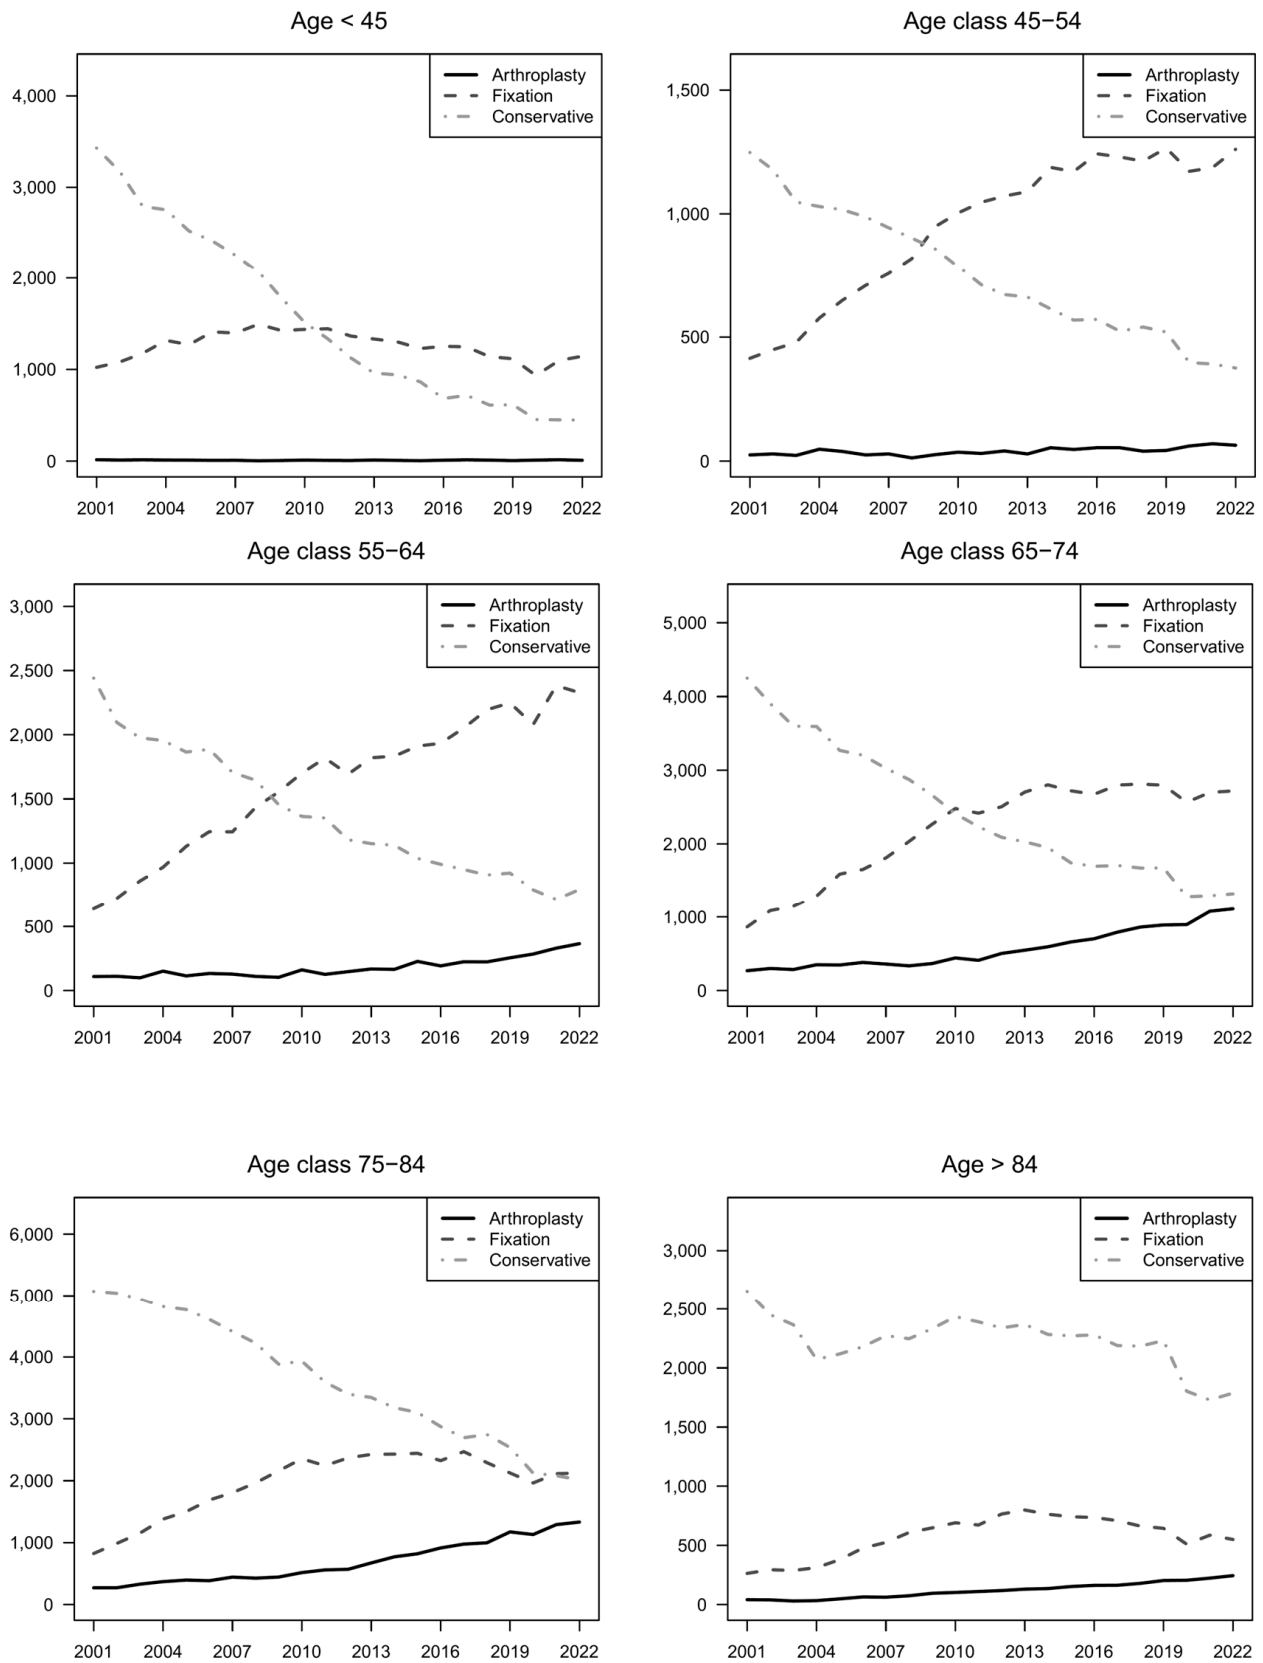 Age < 45
Arthroplasty
Fixation
Conservative
4,000
3,000
2,000
1,000
0
2001 2004 2007 2010 2013 2016 2019 2022
Age class 45−54
Arthroplasty
Fixation
Conservative
1,500
1,000
500
0
2001 2004 2007 2010 2013 2016 2019 2022
Age class 55−64
Arthroplasty
Fixation
Conservative
3,000
2,500
2,000
1,500
1,000
500
0
2001 2004 2007 2010 2013 2016 2019 2022
Age class 65−74
Arthroplasty
Fixation
Conservative
5,000
4,000
3,000
2,000
1,000
0
2001 2004 2007 2010 2013 2016 2019 2022
Age class 75−84
Arthroplasty
Fixation
Conservative
6,000
5,000
4,000
3,000
2,000
1,000
0
2001 2004 2007 2010 2013 2016 2019 2022
Age > 84
Arthroplasty
Fixation
Conservative
3,000
2,500
2,000
1,500
1,000
500
0
2001 2004 2007 2010 2013 2016 2019 2022